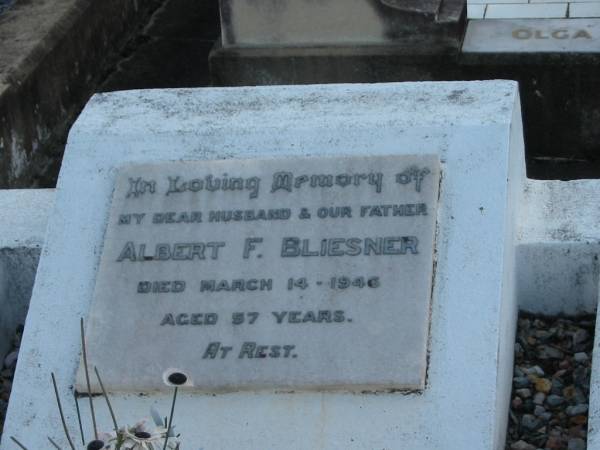 OLGA
In Loving Memory of
MY DEAR HUSBAND & OUR FATHER
ALBERT F. BLIESNER
DIED MARCH 14-1946
AGED 57 YEARS.
AT REST.